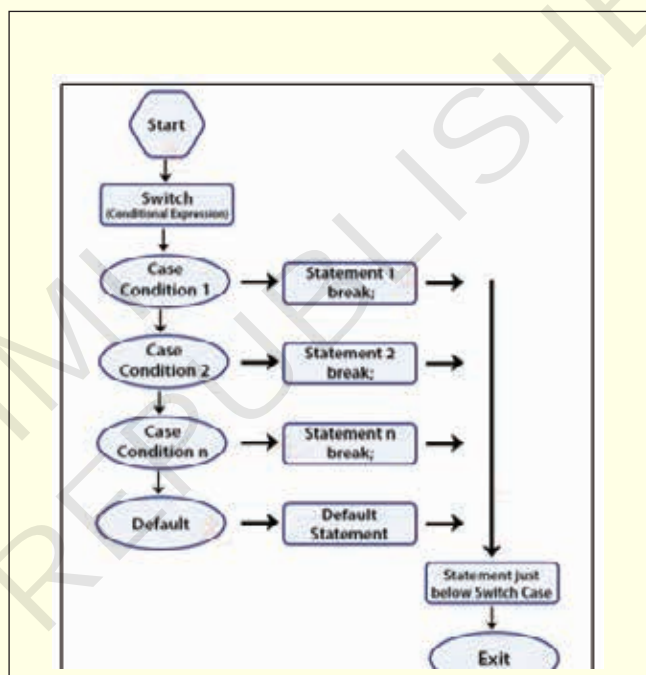 Start
Switch
(Conditional Expression)
Case
Condition 1
Statement 1
break;
Case
Condition 2
Statement 2
break;
Case
Condition n
Statement n
break;
Default
Default
Statement
Statement just
below Switch Case
Exit
REPUBLISHE